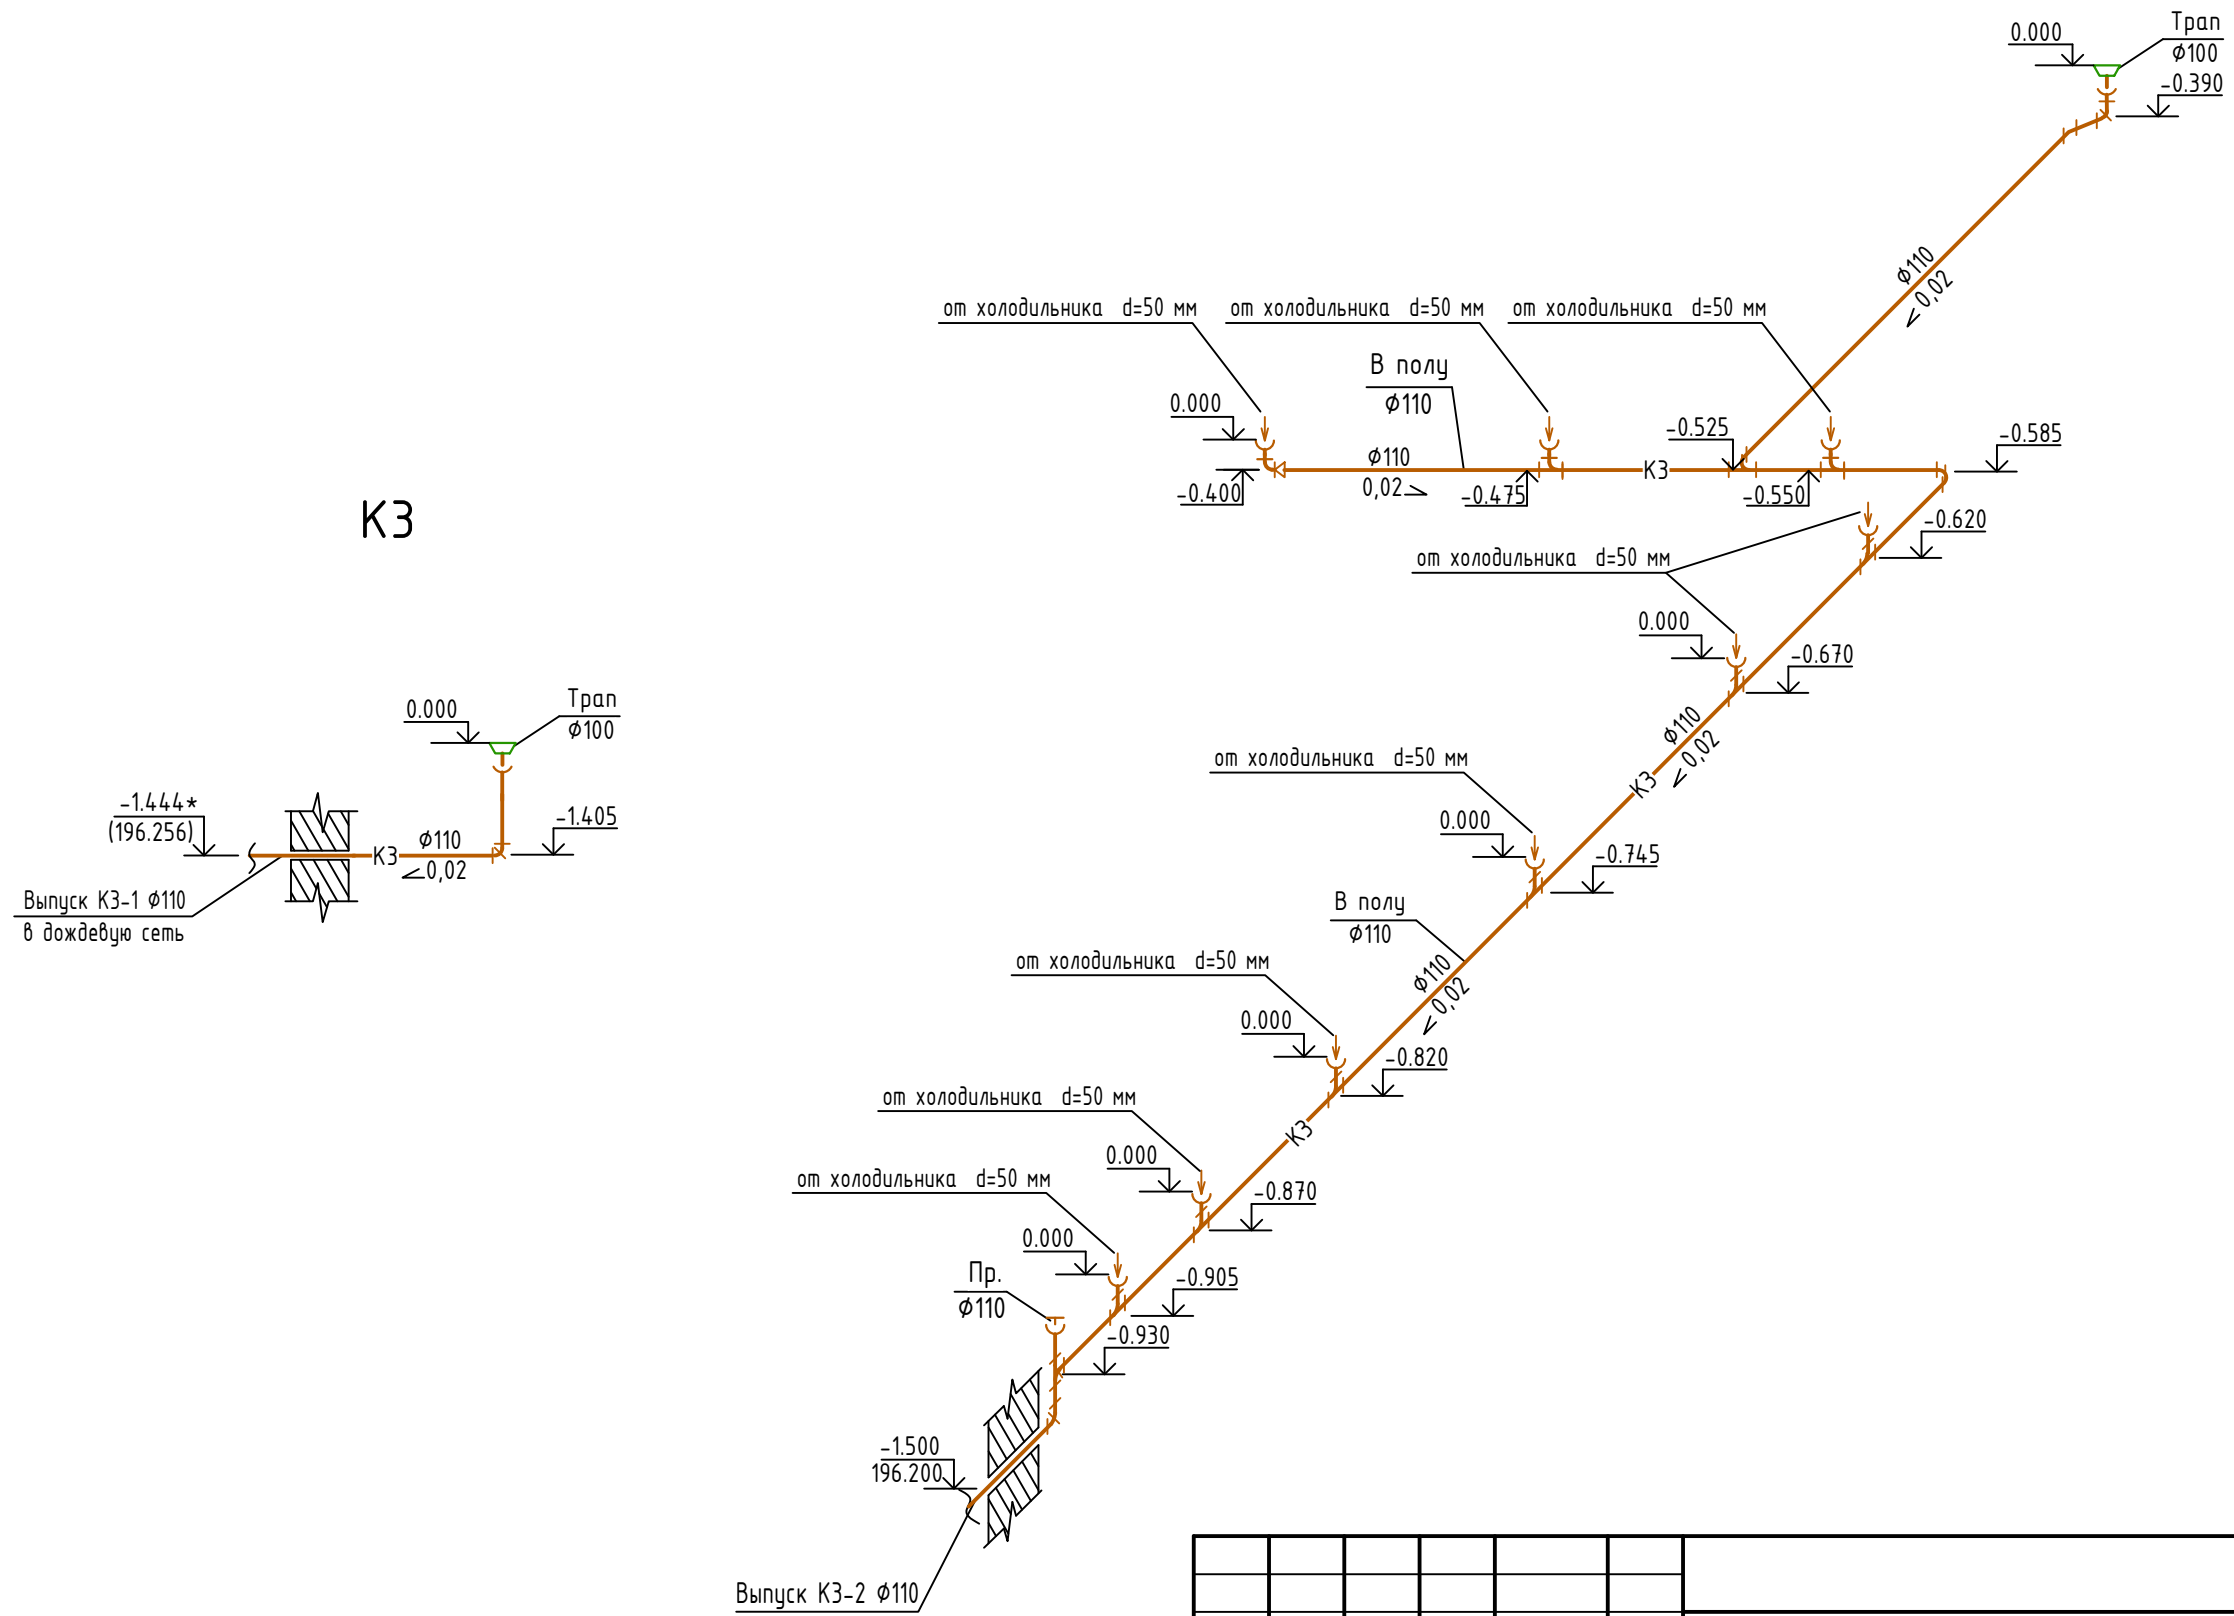 0.000
Трап
Ф100
-0.390
Ф110
0,02
от холодильника d=50 мм
от холодильника d=50 мм
от холодильника d=50 мм
В полу
Ф110
0.000
-0.525
-0.585
Ф110
К3
0,02
-0.400
-0.475
-0.550
К3
-0.620
от холодильника d=50 мм
0.000
-0.670
Ф110
0,02
К3
0.000
Трап
Ф100
-1.444*
(196.256)
-1.405
Ф110
К3
0,02
Выпуск К3-1 Ф110
в дождевую сеть
от холодильника d=50 мм
0.000
-0.745
В полу
Ф110
Ф110
0,02
от холодильника d=50 мм
0.000
-0.820
К3
от холодильника d=50 мм
0.000
-0.870
от холодильника d=50 мм
0.000
-0.905
Пр.
Ф110
-0.930
-1.500
196.200
Выпуск К3-2 Ф110